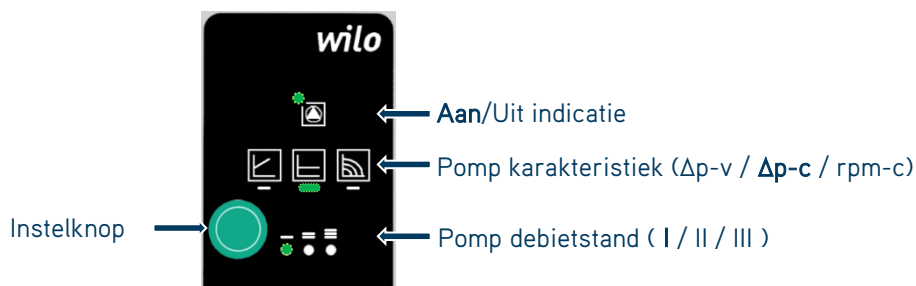 wilo
Aan/Uit indicatie
Pomp karakteristiek (Δp-v / Δp-c / rpm-c)
Instelknop
Pomp debietstand ( I / II / III )